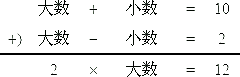 大数 + 小数 = 10
+) 大数 − 小数 = 2
2 × 大数 = 12